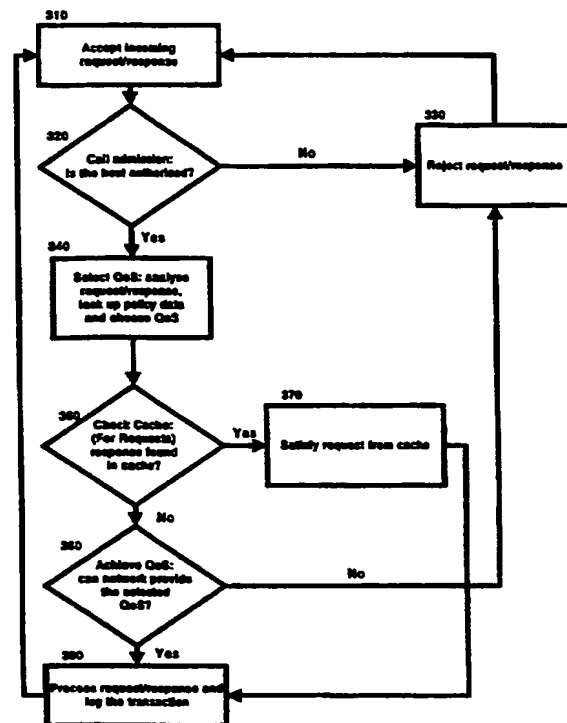 310
Accept incoming
request/response
320
Call admission:
Is the host authorised?
No
330
Reject request/response
Yes
340
Select QoS: analyse
request/response,
look up policy data
and choose QoS
Check Cache:
(For Requests)
response found
in cache?
Yes
370
Satisfy request from cache
No
Achieve QoS:
can network provide
the selected
QoS?
No
Yes
Process request/response and
log the transaction